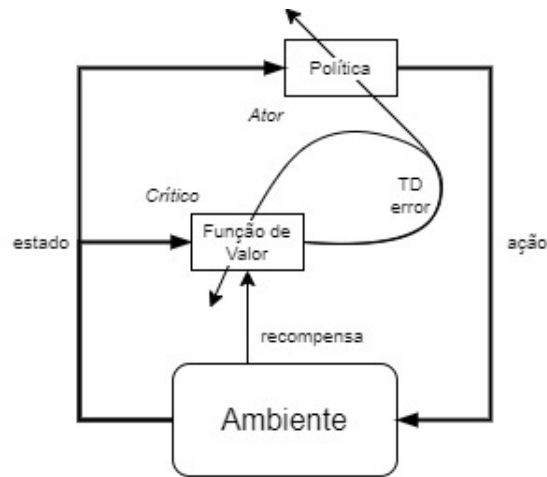 Política
Ator
Crítico
TD
error
estado
Função de
Valor
ação
recompensa
Ambiente